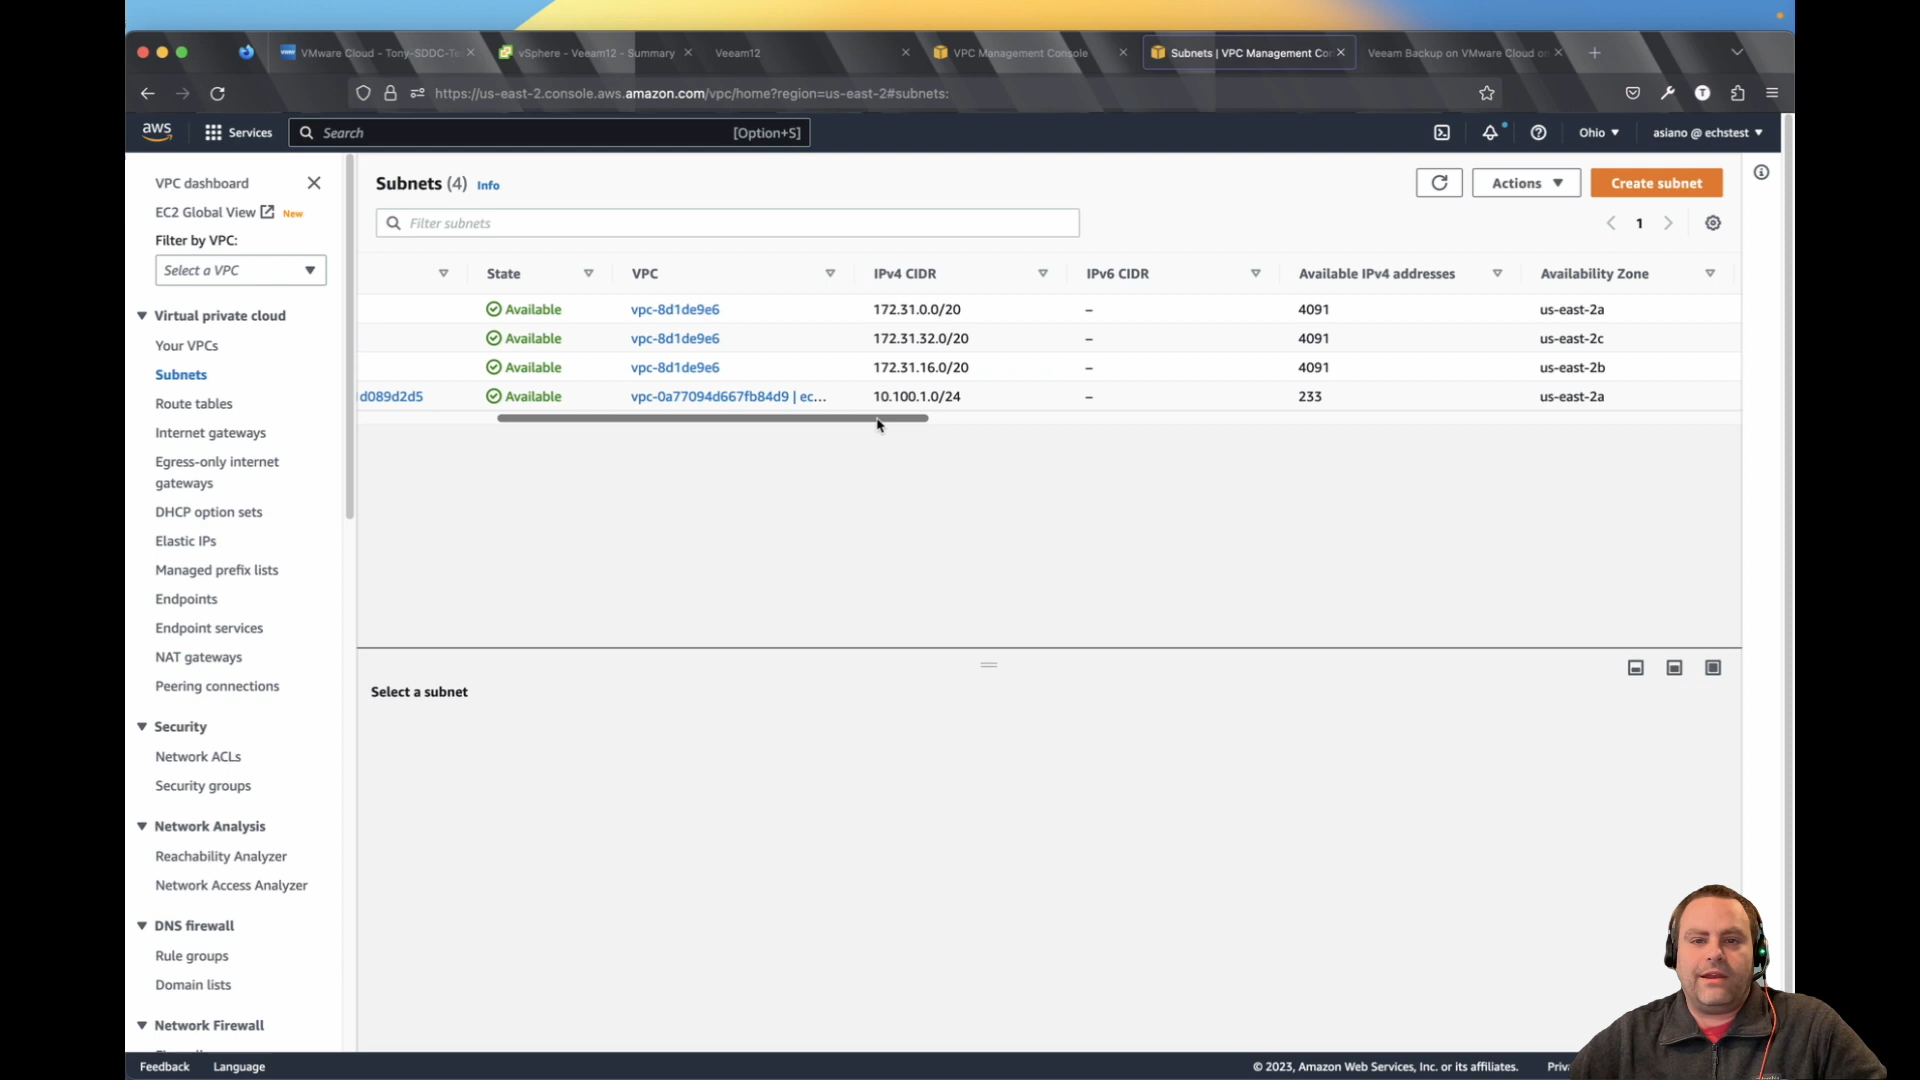 VMware Cloud - Tony-SDDC-Te
vSphere - Veeam12 - Summary
Veeam12
VPC Management Console
Subnets | VPC Management Con
Veeam Backup on VMware Cloud on
https://us-east-2.console.aws.amazon.com/vpc/home?region=us-east-2#subnets:
T
aws
Services
Search
[Option+S]
Ohio
asiano @ echstest
VPC dashboard
EC2 Global View
New
Filter by VPC:
Select a VPC
Virtual private cloud
Your VPCs
Subnets
Route tables
Internet gateways
Egress-only internet
gateways
DHCP option sets
Elastic IPs
Managed prefix lists
Endpoints
Endpoint services
NAT gateways
Peering connections
Security
Network ACLs
Security groups
Network Analysis
Reachability Analyzer
Network Access Analyzer
DNS firewall
Rule groups
Domain lists
Network Firewall
Subnets (4) Info
Actions
Create subnet
Filter subnets
1
State VPC IPv4 CIDR IPv6 CIDR Available IPv4 addresses Availability Zone
Available vpc-8d1de9e6 172.31.0.0/20 – 4091 us-east-2a
Available vpc-8d1de9e6 172.31.32.0/20 – 4091 us-east-2c
Available vpc-8d1de9e6 172.31.16.0/20 – 4091 us-east-2b
d089d2d5 Available vpc-0a77094d667fb84d9 | ec... 10.100.1.0/24 – 233 us-east-2a
Select a subnet
Feedback
Language
© 2023, Amazon Web Services, Inc. or its affiliates.